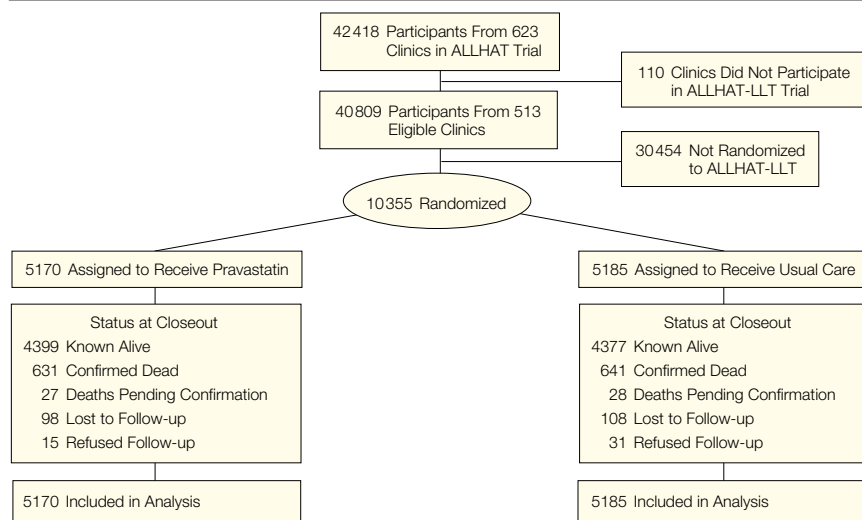 42418 Participants From 623
Clinics in ALLHAT Trial
110 Clinics Did Not Participate
in ALLHAT-LLT Trial
40809 Participants From 513
Eligible Clinics
30454 Not Randomized
to ALLHAT-LLT
10355 Randomized
5170 Assigned to Receive Pravastatin
Status at Closeout
4399 Known Alive
631 Confirmed Dead
27 Deaths Pending Confirmation
98 Lost to Follow-up
15 Refused Follow-up
5170 Included in Analysis
5185 Assigned to Receive Usual Care
Status at Closeout
4377 Known Alive
641 Confirmed Dead
28 Deaths Pending Confirmation
108 Lost to Follow-up
31 Refused Follow-up
5185 Included in Analysis